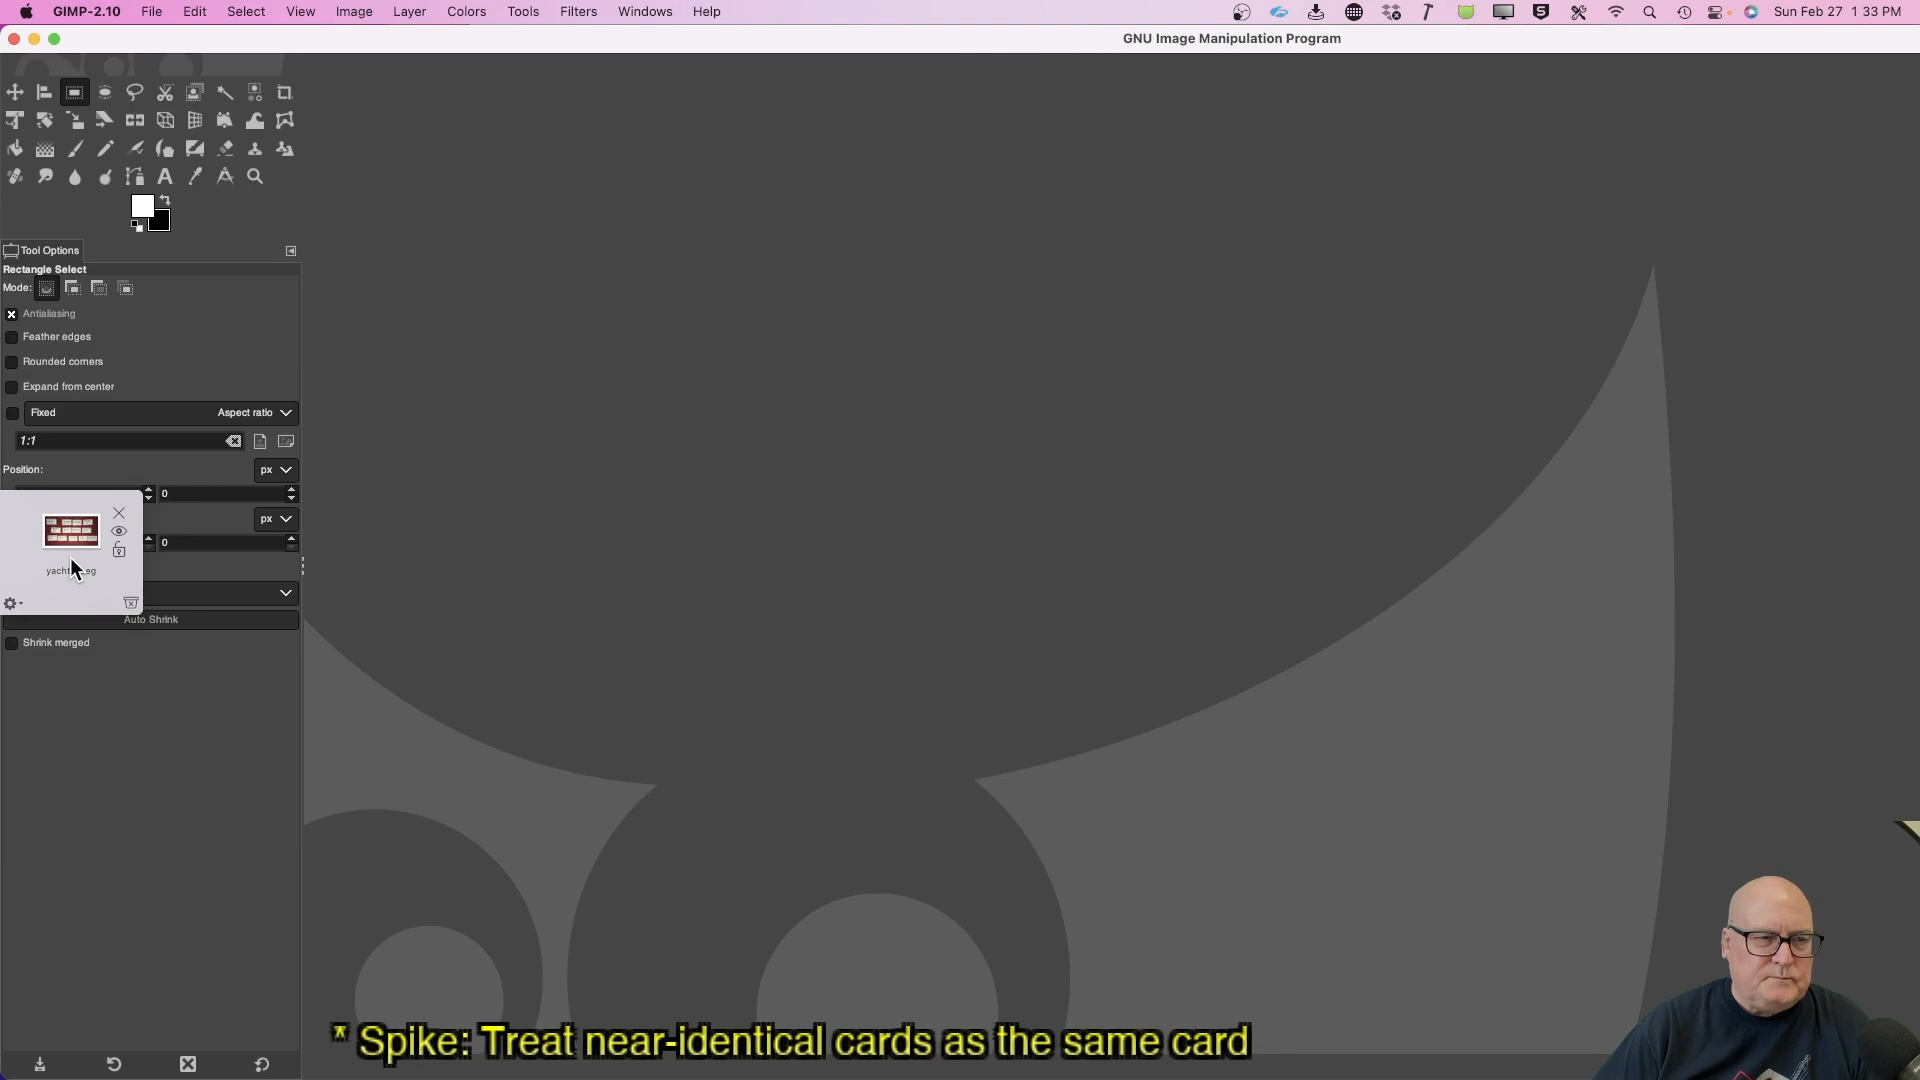 GIMP-2.10 File Edit Select View Image Layer Colors Tools Filters Windows Help Sun Feb 27 1 33 PM
GNU Image Manipulation Program
Tool Options
Rectangle Select
Mode:
Antialiasing
Feather edges
Rounded corners
Expand from center
Fixed Aspect ratio
1:1
Position:
px
0
px
0
Auto Shrink
Shrink merged
* Spike: Treat near-identical cards as the same card